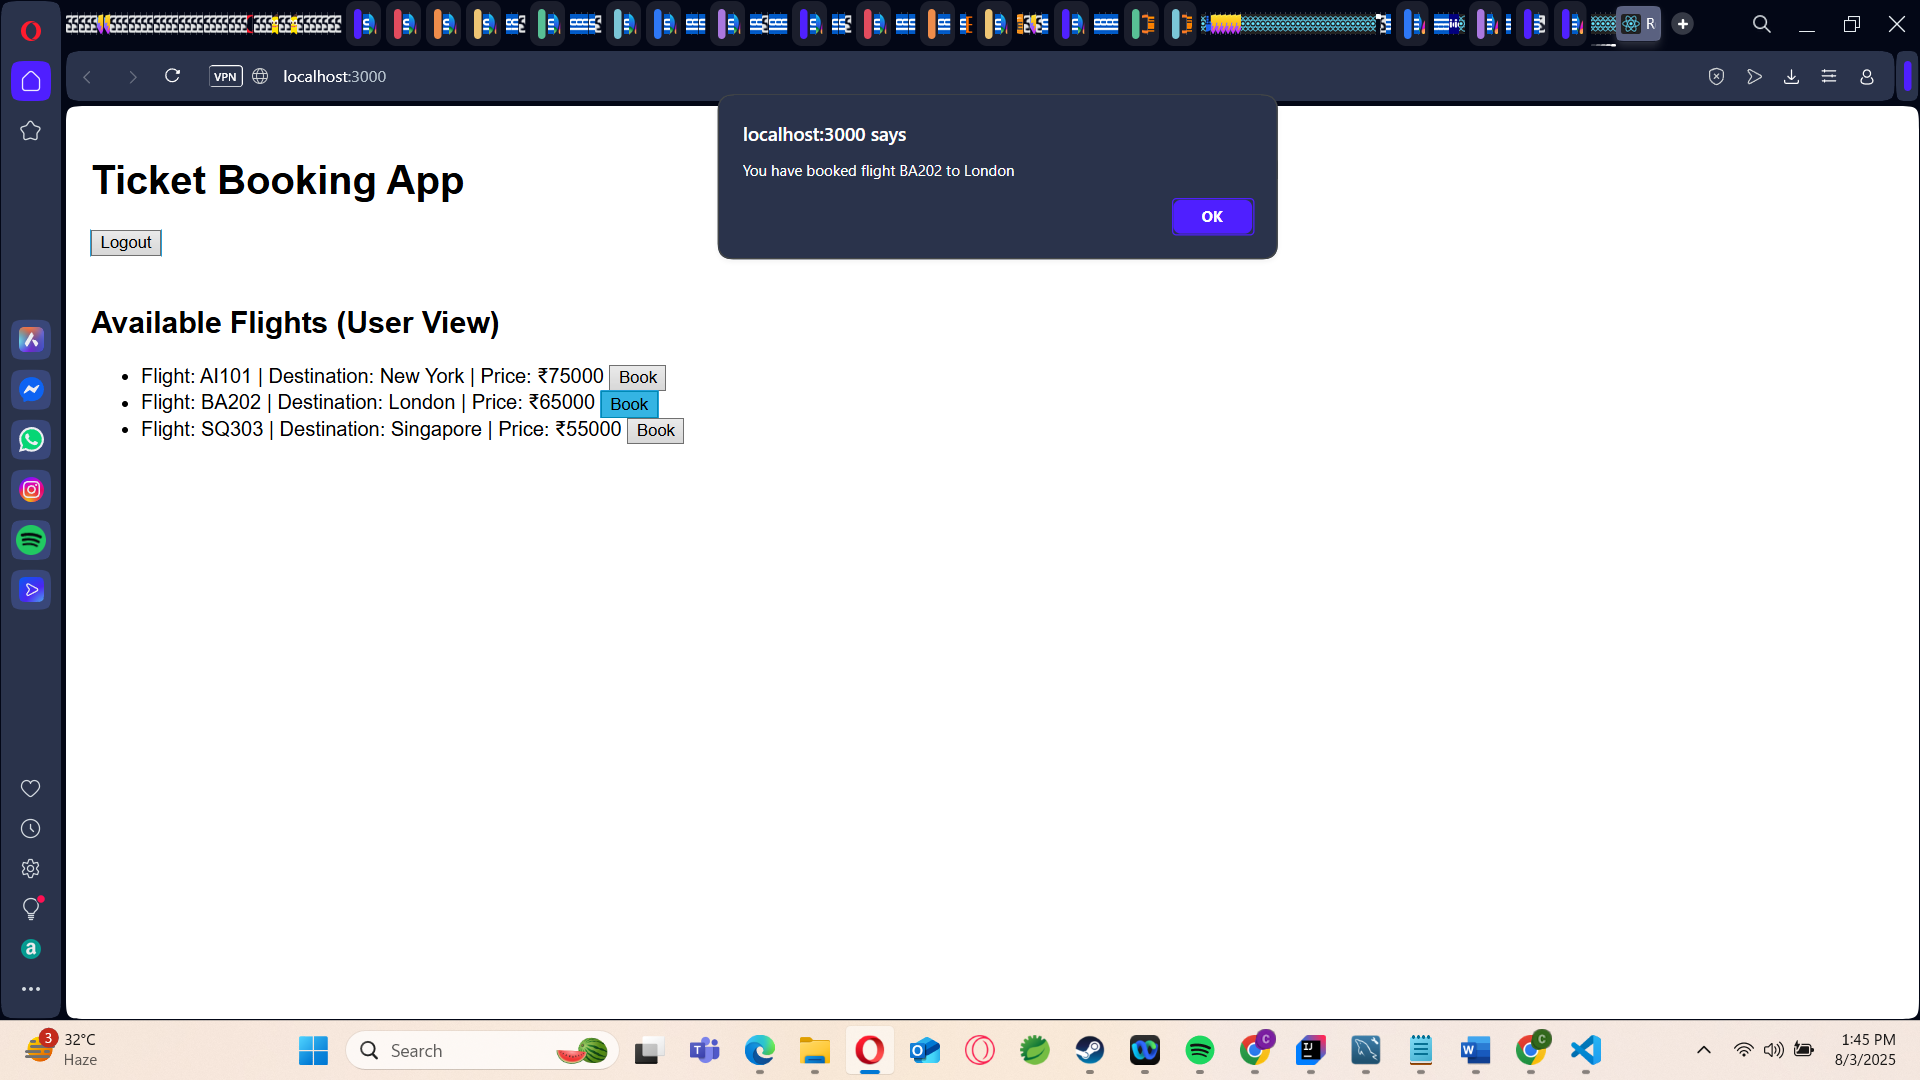 R
VPN
localhost:3000
localhost:3000 says
You have booked flight BA202 to London
OK
Ticket Booking App
Logout
Available Flights (User View)
Flight: AI101 | Destination: New York | Price: ₹75000 Book
Flight: BA202 | Destination: London | Price: ₹65000 Book
Flight: SQ303 | Destination: Singapore | Price: ₹55000 Book
3
32°C
Haze
Search
1:45 PM
8/3/2025